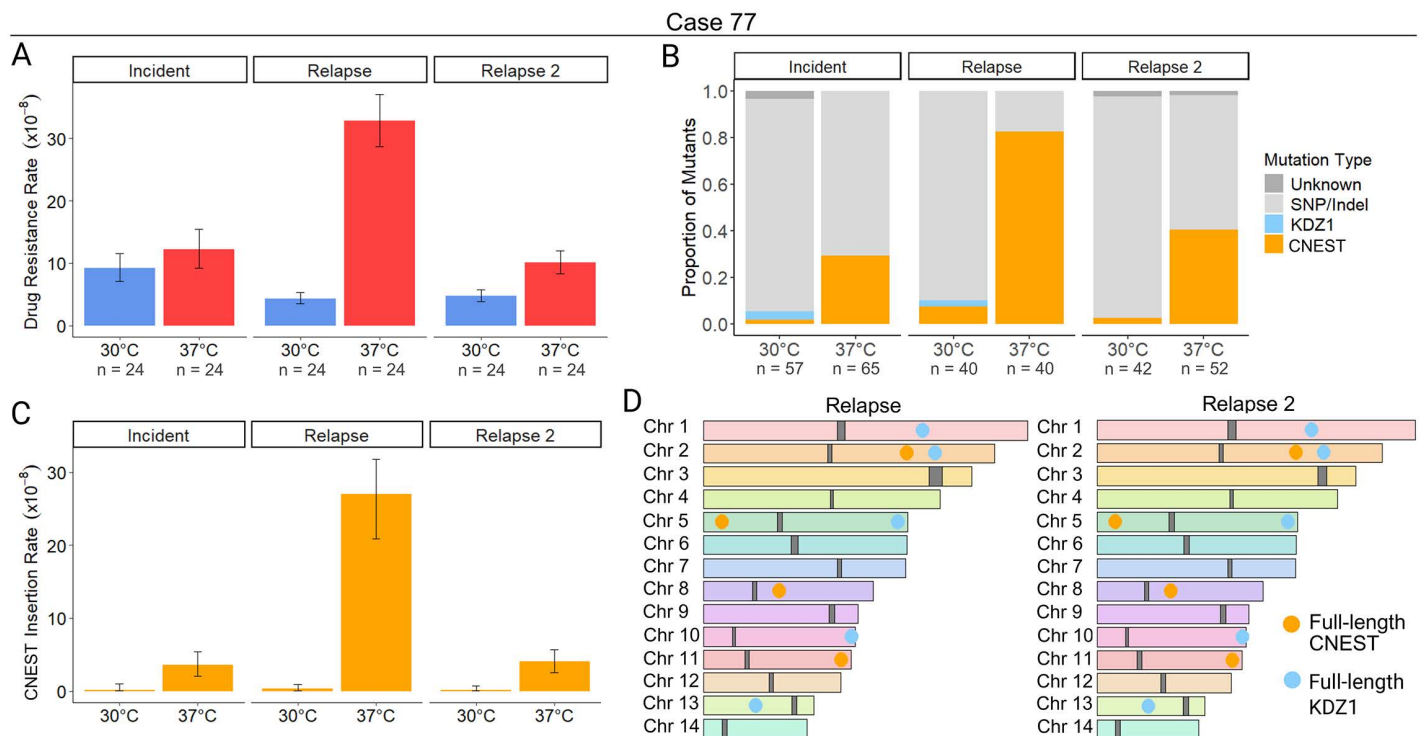 Case 77
A
Incident Relapse Relapse 2
Drug Resistance Rate (x10⁻⁸)
30
20
10
0
30°C 37°C 30°C 37°C 30°C 37°C
n = 24 n = 24 n = 24 n = 24 n = 24 n = 24
B
Incident Relapse Relapse 2
Proportion of Mutants
1.0
0.8
0.6
0.4
0.2
0.0
30°C 37°C 30°C 37°C 30°C 37°C
n = 57 n = 65 n = 40 n = 40 n = 42 n = 52
Mutation Type
Unknown
SNP/Indel
KDZ1
CNEST
C
Incident Relapse Relapse 2
CNEST Insertion Rate (x10⁻⁸)
30
20
10
0
30°C 37°C 30°C 37°C 30°C 37°C
D
Relapse
Chr 1
Chr 2
Chr 3
Chr 4
Chr 5
Chr 6
Chr 7
Chr 8
Chr 9
Chr 10
Chr 11
Chr 12
Chr 13
Chr 14
Relapse 2
Chr 1
Chr 2
Chr 3
Chr 4
Chr 5
Chr 6
Chr 7
Chr 8
Chr 9
Chr 10
Chr 11
Chr 12
Chr 13
Chr 14
Full-length
CNEST
Full-length
KDZ1